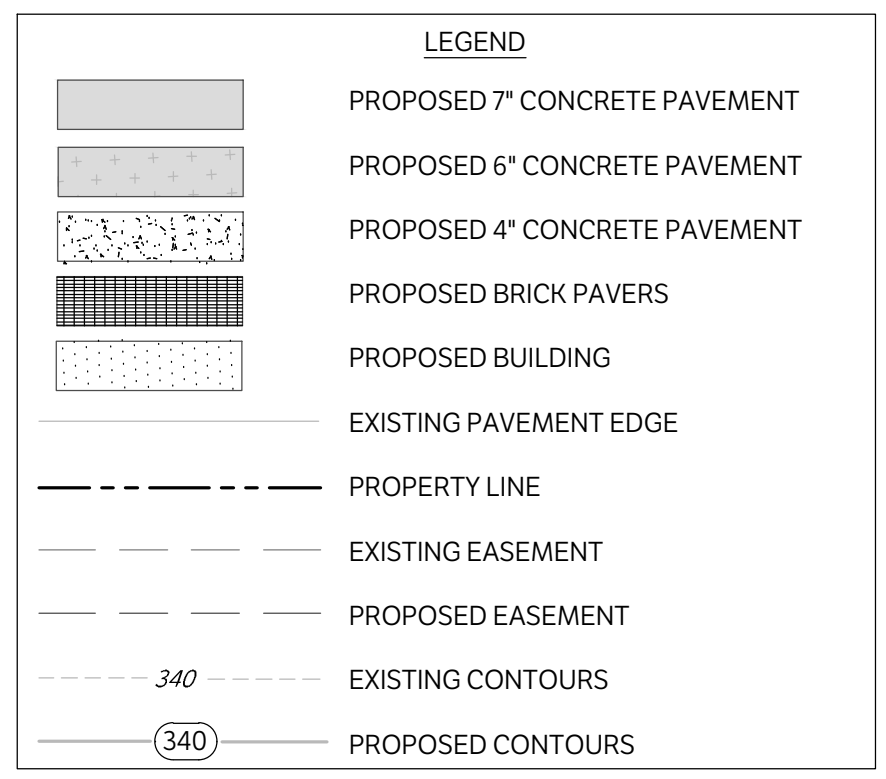 LEGEND
PROPOSED 7" CONCRETE PAVEMENT
PROPOSED 6" CONCRETE PAVEMENT
PROPOSED 4" CONCRETE PAVEMENT
PROPOSED BRICK PAVERS
PROPOSED BUILDING
EXISTING PAVEMENT EDGE
PROPERTY LINE
EXISTING EASEMENT
PROPOSED EASEMENT
340 EXISTING CONTOURS
340 PROPOSED CONTOURS